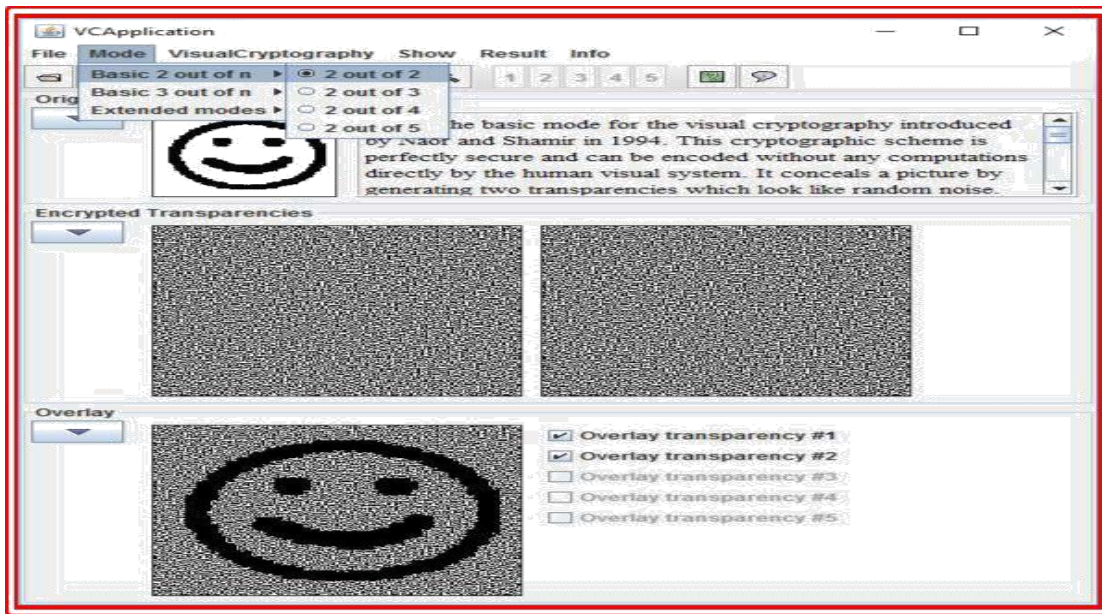 VCApplication
File Mode VisualCryptography Show Result Info
Basic 2 out of n 2 out of 2
1 2 3 4 5
Basic 3 out of n 2 out of 3
Extended modes 2 out of 4
2 out of 5
Orig
he basic mode for the visual cryptography introduced
by Naor and Shamir in 1994. This cryptographic scheme is
perfectly secure and can be encoded without any computations
directly by the human visual system. It conceals a picture by
generating two transparencies which look like random noise.
Encrypted Transparencies
Overlay
Overlay transparency #1
Overlay transparency #2
Overlay transparency #3
Overlay transparency #4
Overlay transparency #5